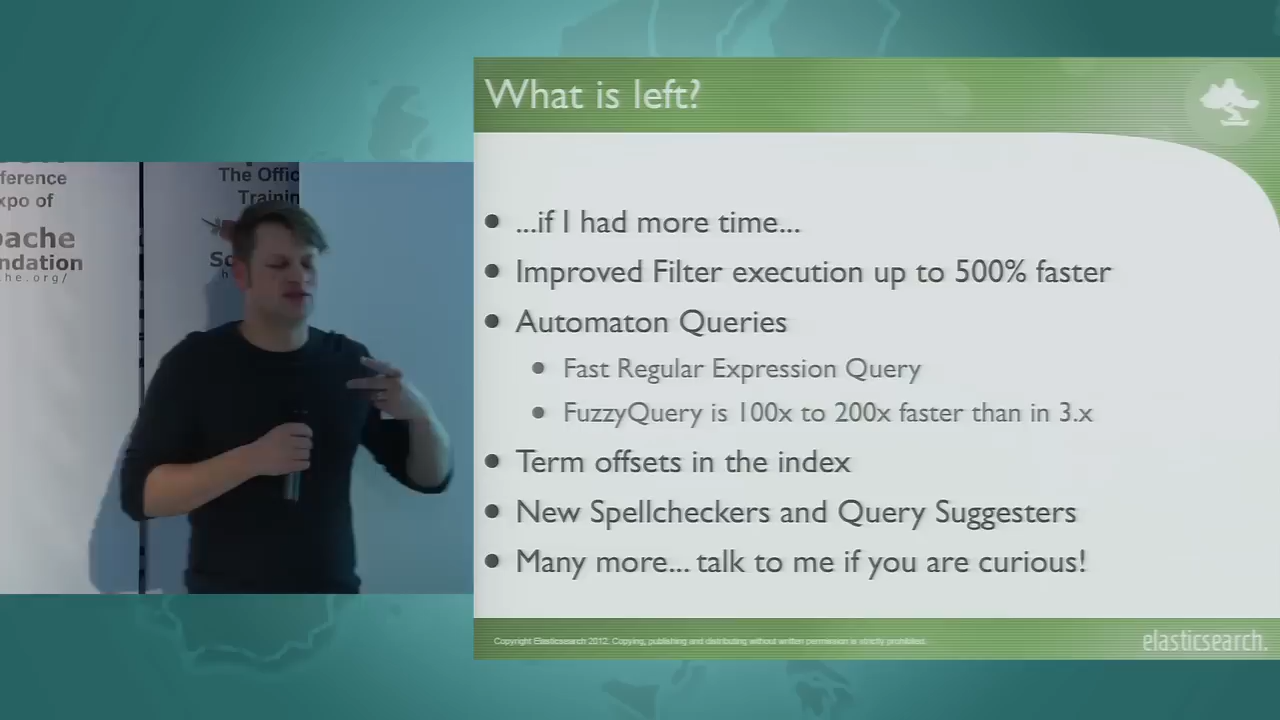 ference
xpo of
pache
ndation
he.org/
The Offic
Trainin
So
What is left?
...if I had more time...
Improved Filter execution up to 500% faster
Automaton Queries
Fast Regular Expression Query
FuzzyQuery is 100x to 200x faster than in 3.x
Term offsets in the index
New Spellcheckers and Query Suggesters
Many more... talk to me if you are curious!
Copyright Elasticsearch 2012. Copying, publishing and distributing without written permission is strictly prohibited.
elasticsearch.